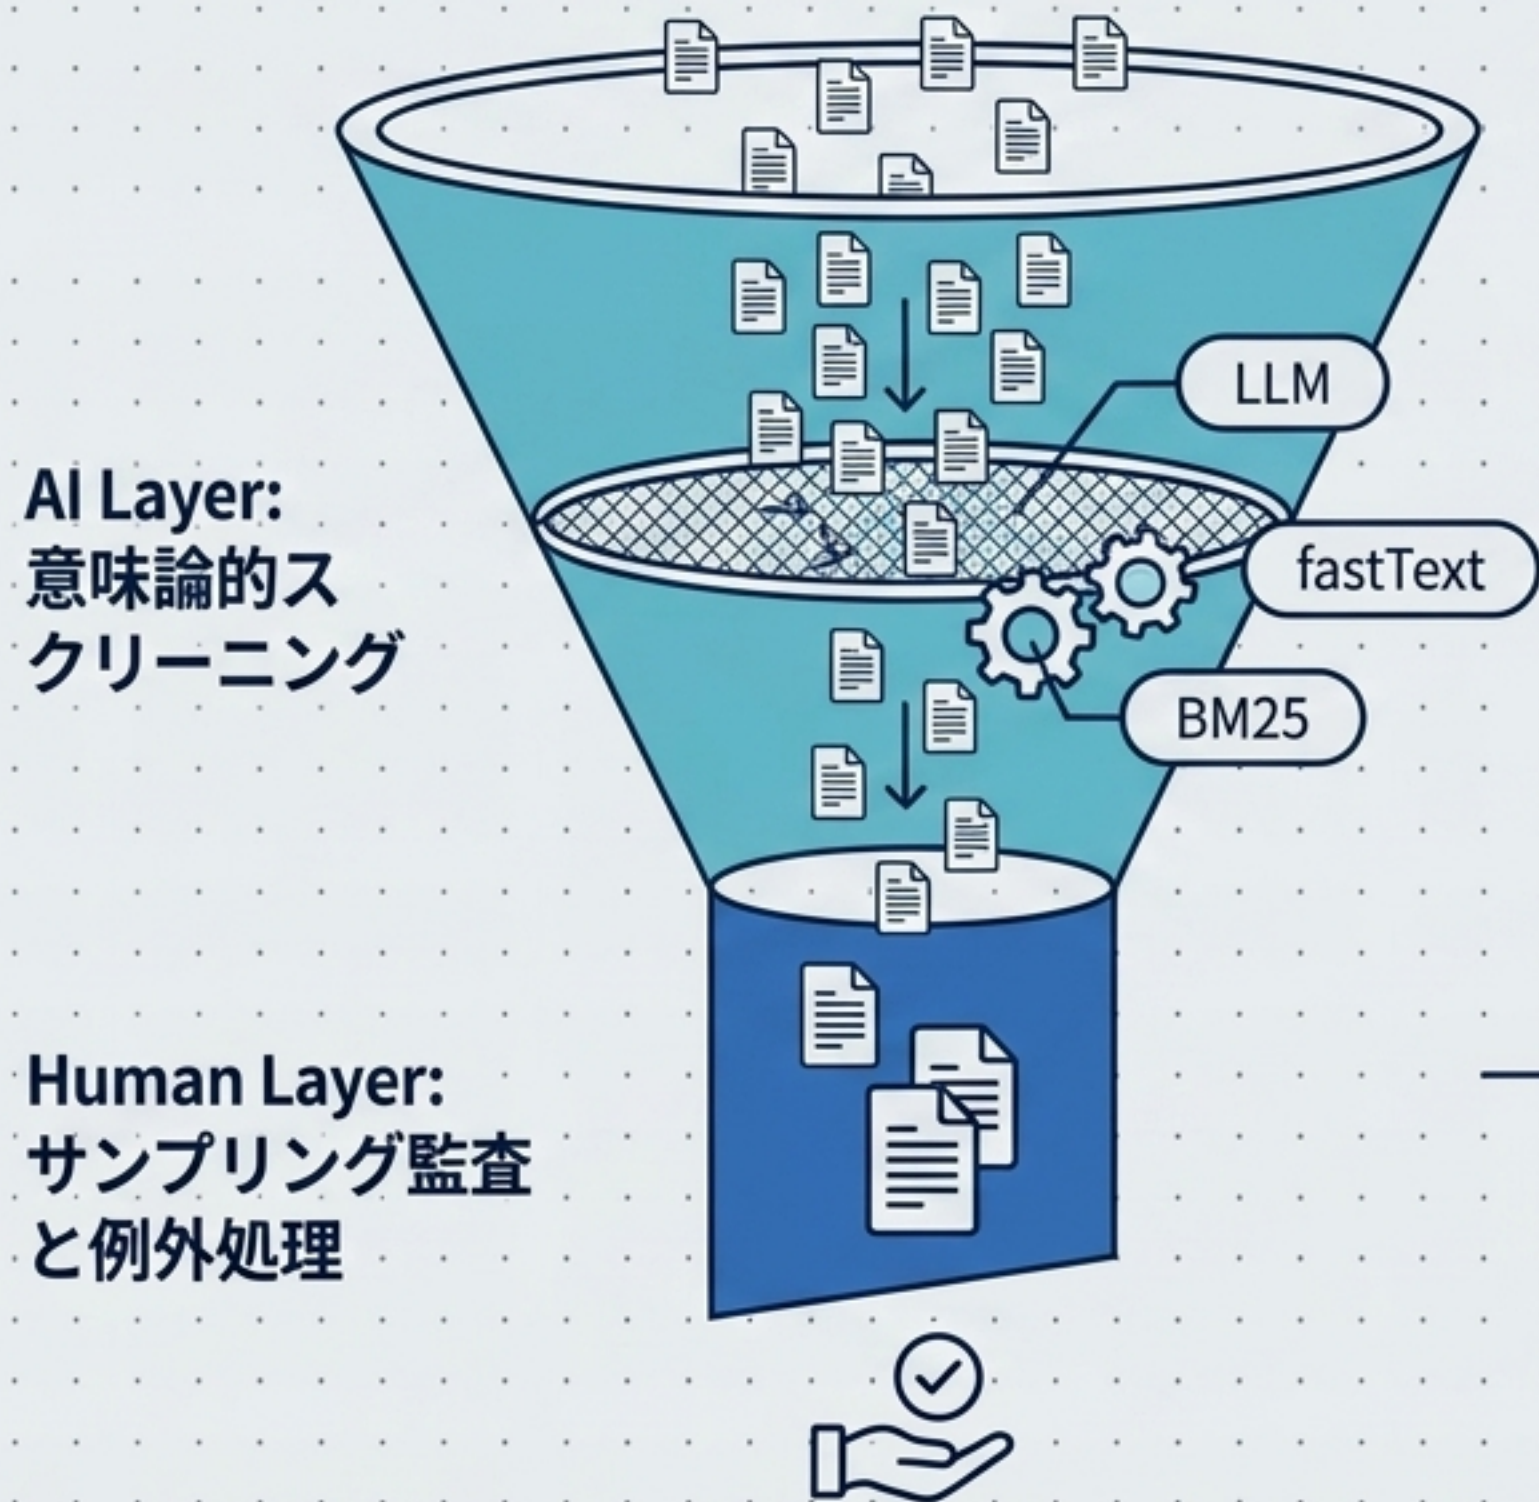 LLM
AI Layer:
意味論的ス
クリーニング
fastText
BM25
Human Layer:
サンプリング監査
と例外処理